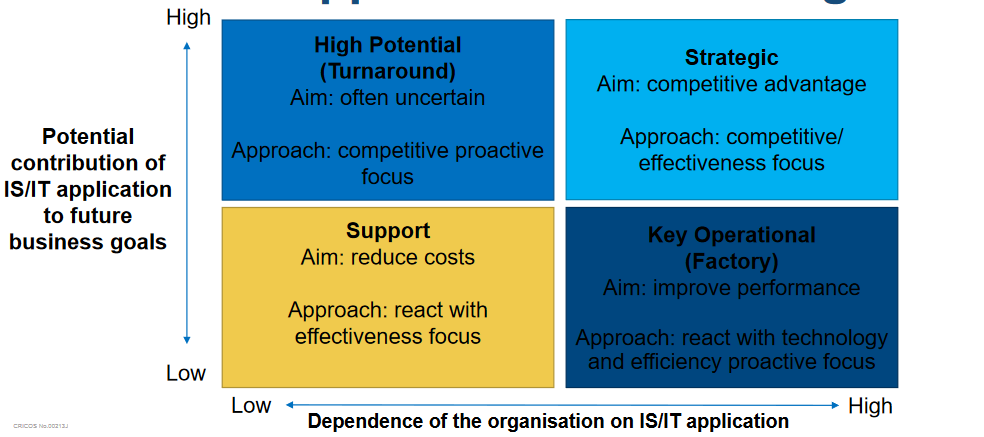 High
High Potential
(Turnaround)
Aim: often uncertain
Approach: competitive proactive
focus
Strategic
Aim: competitive advantage
Approach: competitive/
effectiveness focus
Potential
contribution of
IS/IT application
to future
business goals
Support
Aim: reduce costs
Approach: react with
effectiveness focus
Key Operational
(Factory)
Aim: improve performance
Approach: react with technology
and efficiency proactive focus
Low
Low
High
Dependence of the organisation on IS/IT application
CRICOS No.00213J